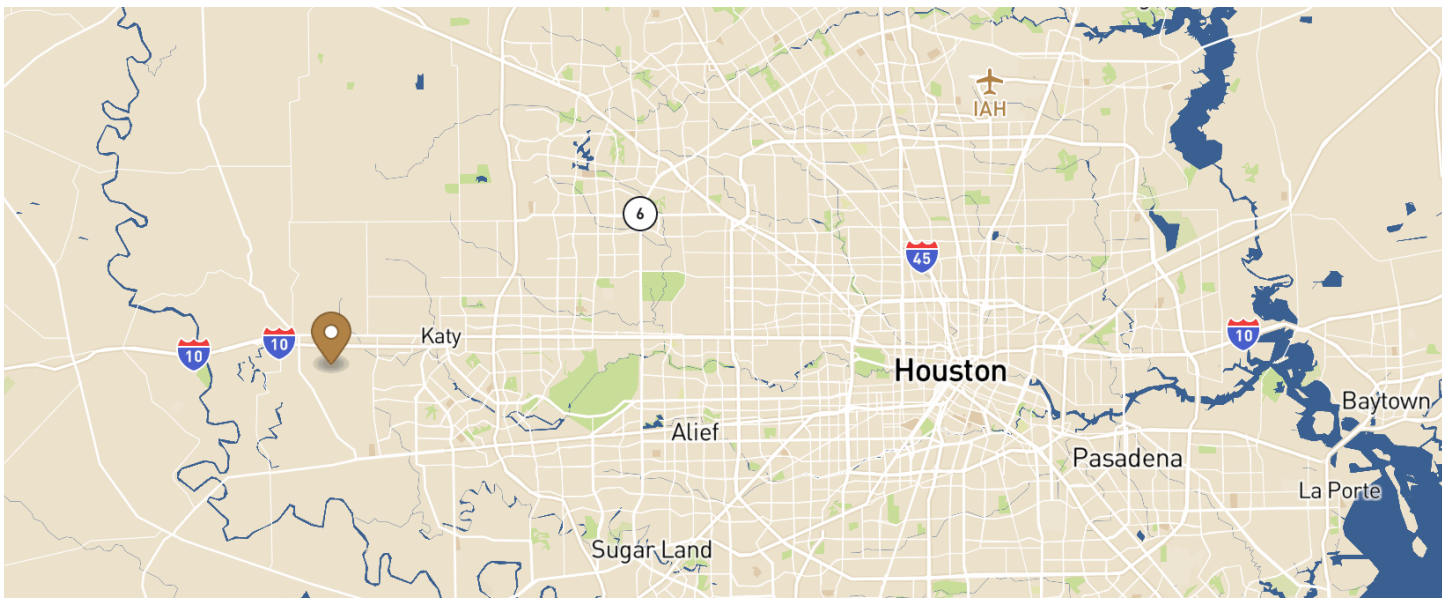 IAH
6
45
10
10
Katy
10
Houston
Baytown
Alief
Pasadena
La Porte
Sugar Land